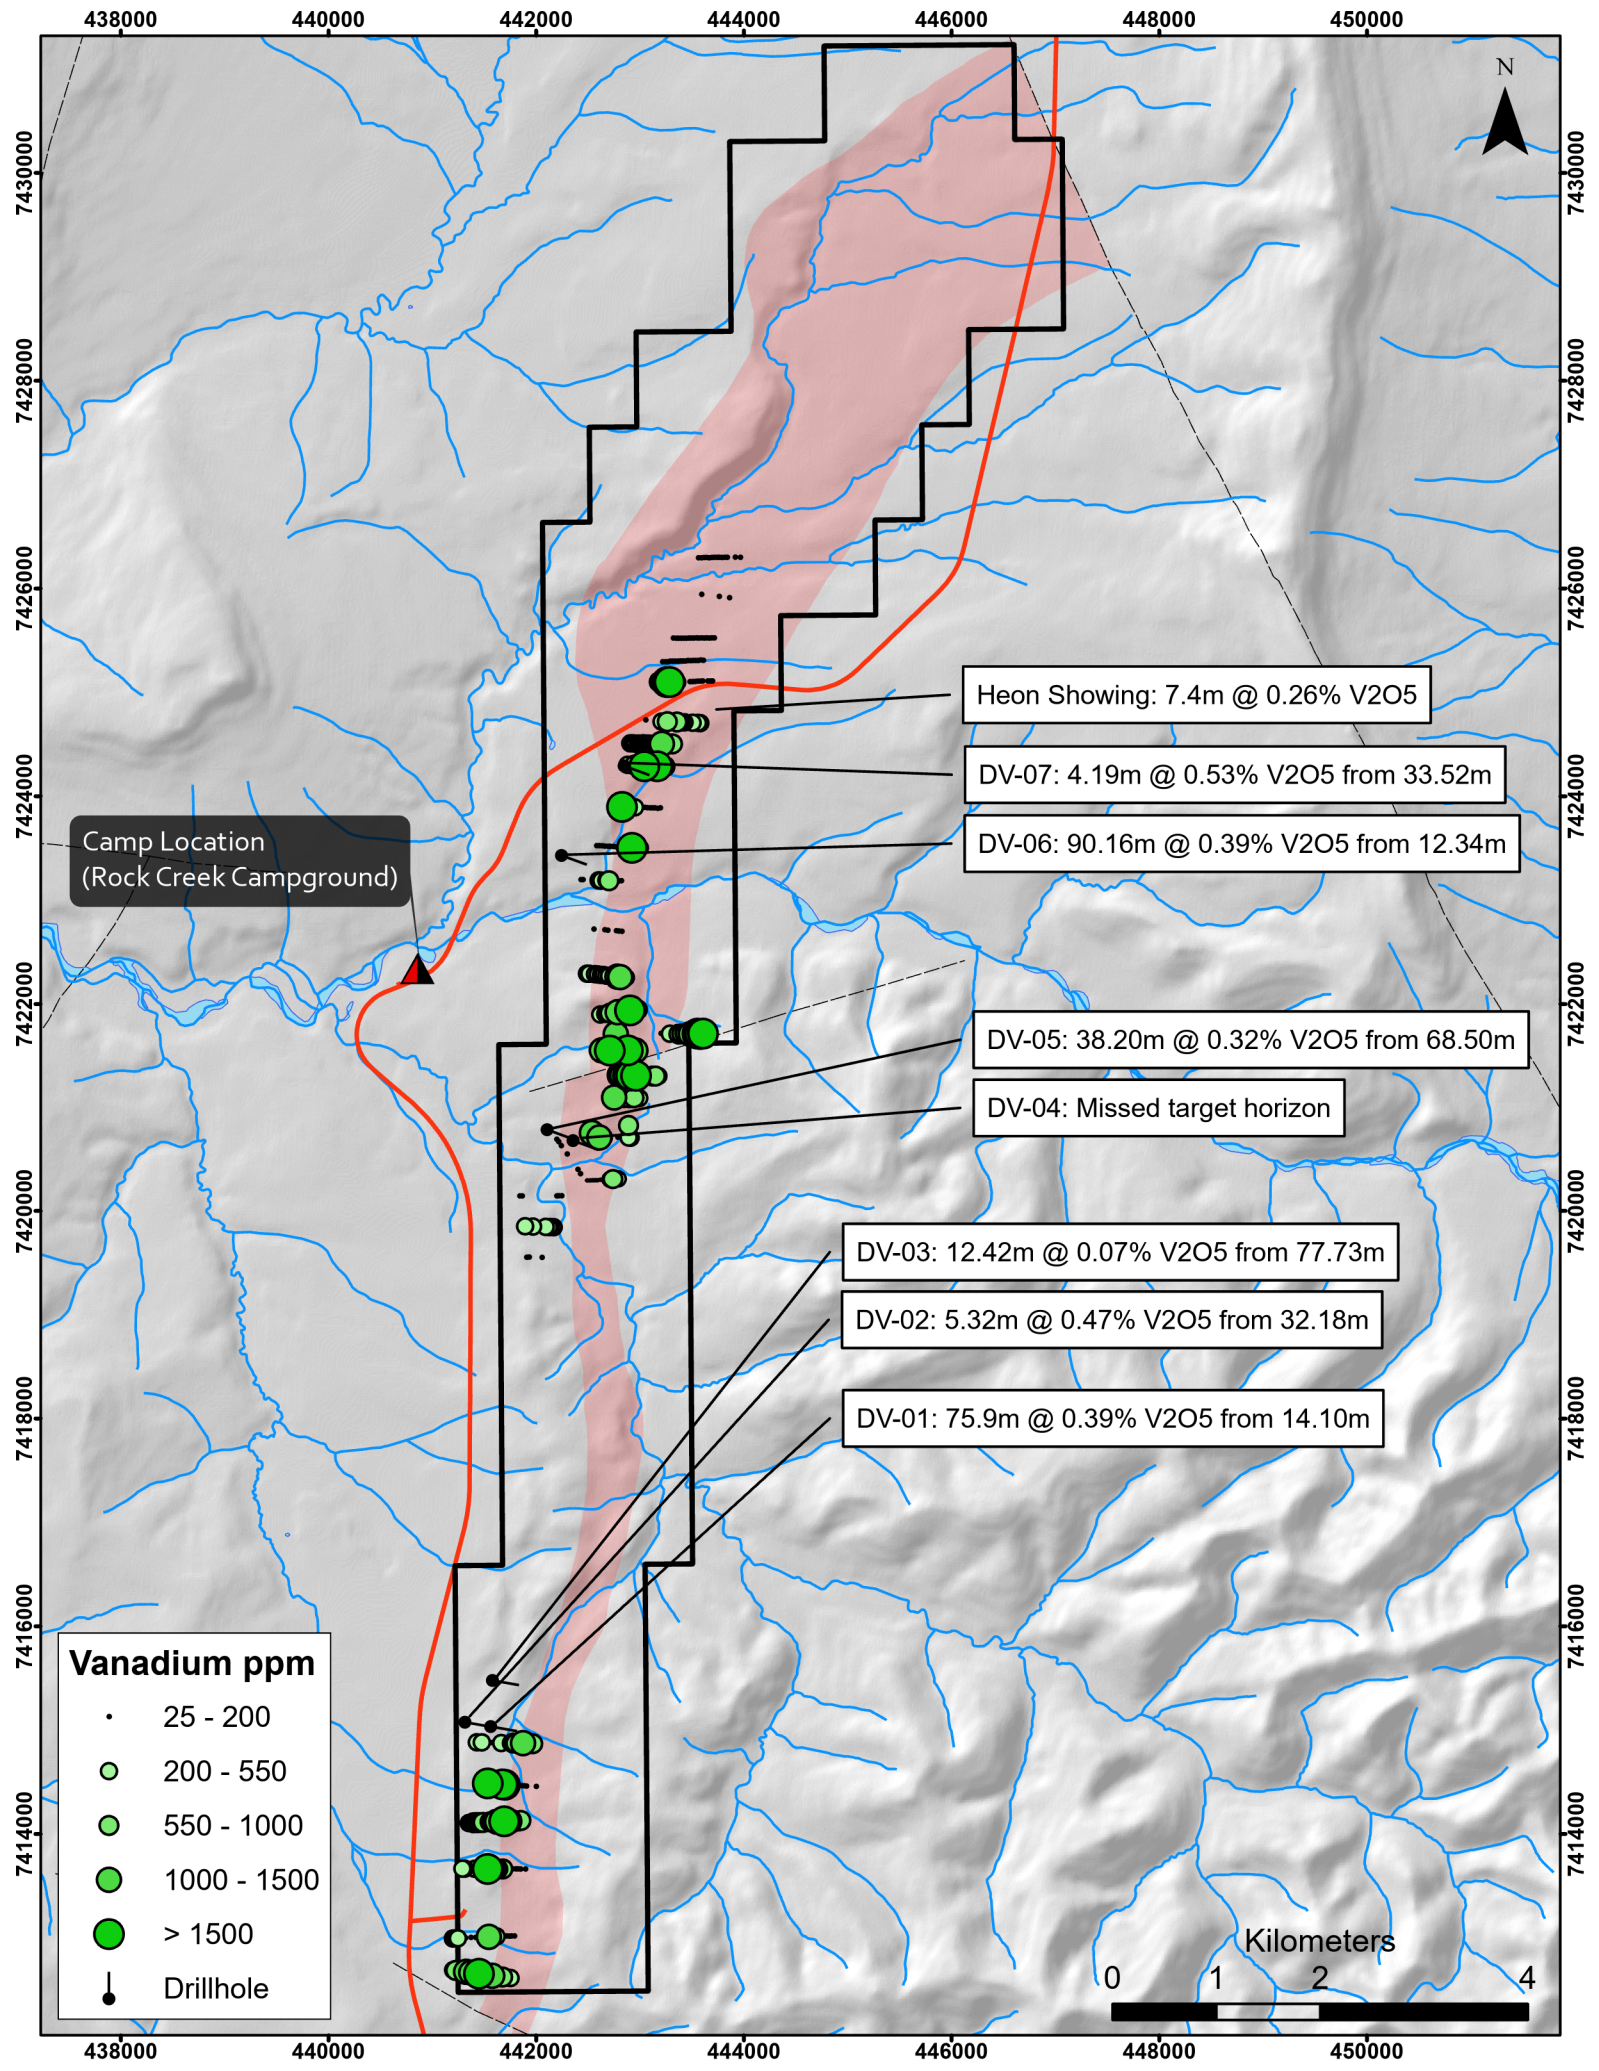 438000 440000 442000 444000 446000 448000 450000
N
7430000 7430000
7428000 7428000
7426000 7426000
Heon Showing: 7.4m @ 0.26% V2O5
DV-07: 4.19m @ 0.53% V2O5 from 33.52m
7424000 7424000
Camp Location
(Rock Creek Campground)
DV-06: 90.16m @ 0.39% V2O5 from 12.34m
7422000 7422000
DV-05: 38.20m @ 0.32% V2O5 from 68.50m
DV-04: Missed target horizon
7420000 7420000
DV-03: 12.42m @ 0.07% V2O5 from 77.73m
DV-02: 5.32m @ 0.47% V2O5 from 32.18m
7418000 7418000
DV-01: 75.9m @ 0.39% V2O5 from 14.10m
7416000 7416000
Vanadium ppm
25 - 200
200 - 550
550 - 1000
1000 - 1500
> 1500
Drillhole
7414000 7414000
Kilometers
0 1 2 4
438000 440000 442000 444000 446000 448000 450000